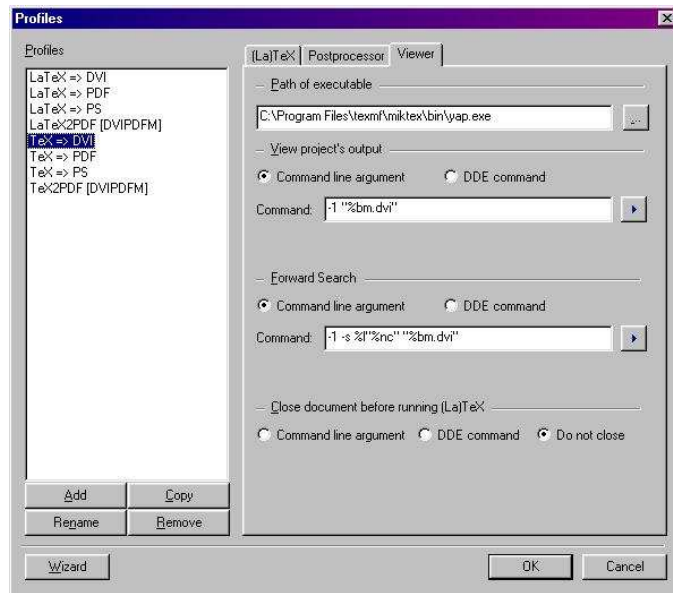 Profiles
Profiles
LaTeX => DVI
LaTeX => PDF
LaTeX => PS
LaTeX2PDF [DVIPDFM]
TeX => DVI
TeX => PDF
TeX => PS
TeX2PDF [DVIPDFM]
Add Copy
Rename Remove
(La)TeX Postprocessor Viewer
Path of executable
C:\Program Files\texmf\miktex\bin\yap.exe ...
View project's output
Command line argument DDE command
Command: -1 "%bm.dvi"
Forward Search
Command line argument DDE command
Command: -1 -s %l"%nc" "%bm.dvi"
Close document before running (La)TeX
Command line argument DDE command Do not close
Wizard OK Cancel